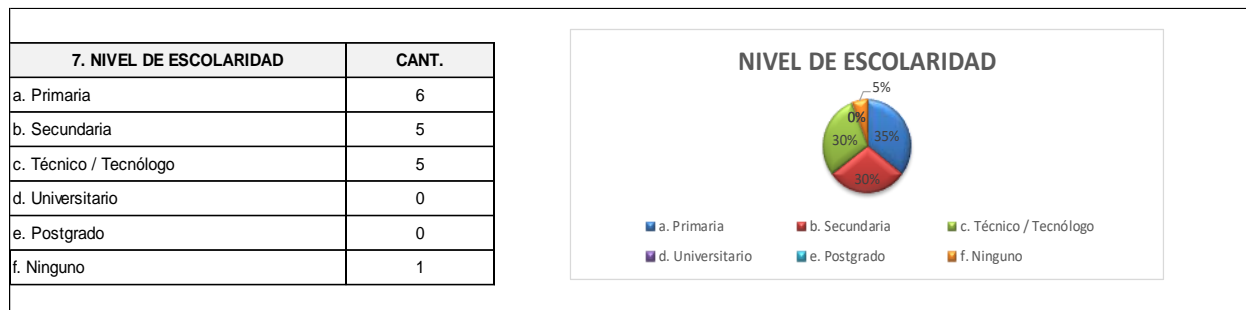 7. NIVEL DE ESCOLARIDAD CANT.
a. Primaria 6
b. Secundaria 5
c. Técnico / Tecnólogo 5
d. Universitario 0
e. Postgrado 0
f. Ninguno 1
NIVEL DE ESCOLARIDAD
5%
0% 35%
30%
30%
a. Primaria b. Secundaria c. Técnico / Tecnólogo
d. Universitario e. Postgrado f. Ninguno